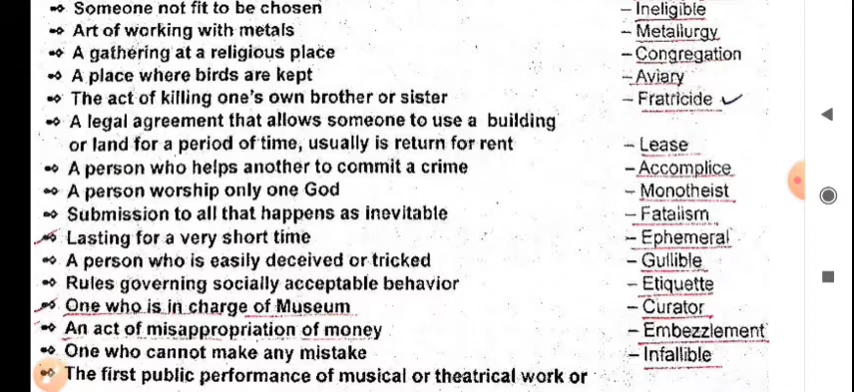 Someone not fit to be chosen – Ineligible
Art of working with metals – Metallurgy
A gathering at a religious place – Congregation
A place where birds are kept – Aviary
The act of killing one's own brother or sister – Fratricide
A legal agreement that allows someone to use a building
or land for a period of time, usually is return for rent – Lease
A person who helps another to commit a crime – Accomplice
A person worship only one God – Monotheist
Submission to all that happens as inevitable – Fatalism
Lasting for a very short time – Ephemeral
A person who is easily deceived or tricked – Gullible
Rules governing socially acceptable behavior – Etiquette
One who is in charge of Museum – Curator
An act of misappropriation of money – Embezzlement
One who cannot make any mistake – Infallible
The first public performance of musical or theatrical work or